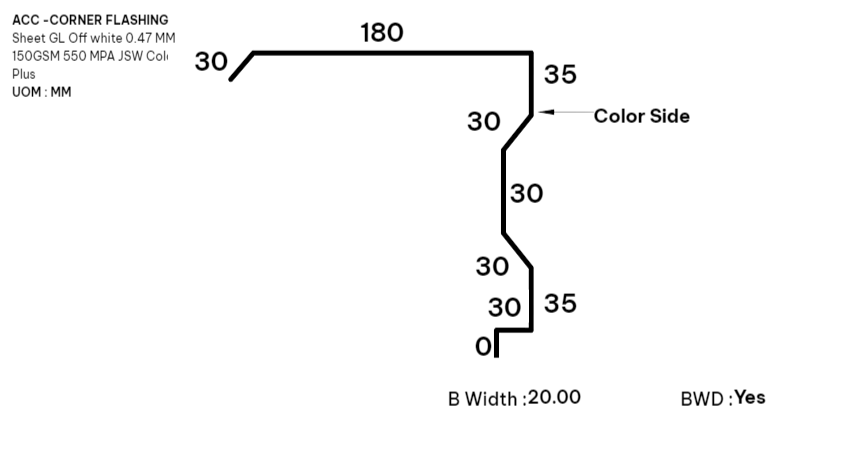 ACC -CORNER FLASHING
Sheet GL Off white 0.47 MM
150GSM 550 MPA JSW
Plus
UOM : MM
180
30
35
30
Color Side
30
30
30
35
0
B Width :20.00
BWD :Yes